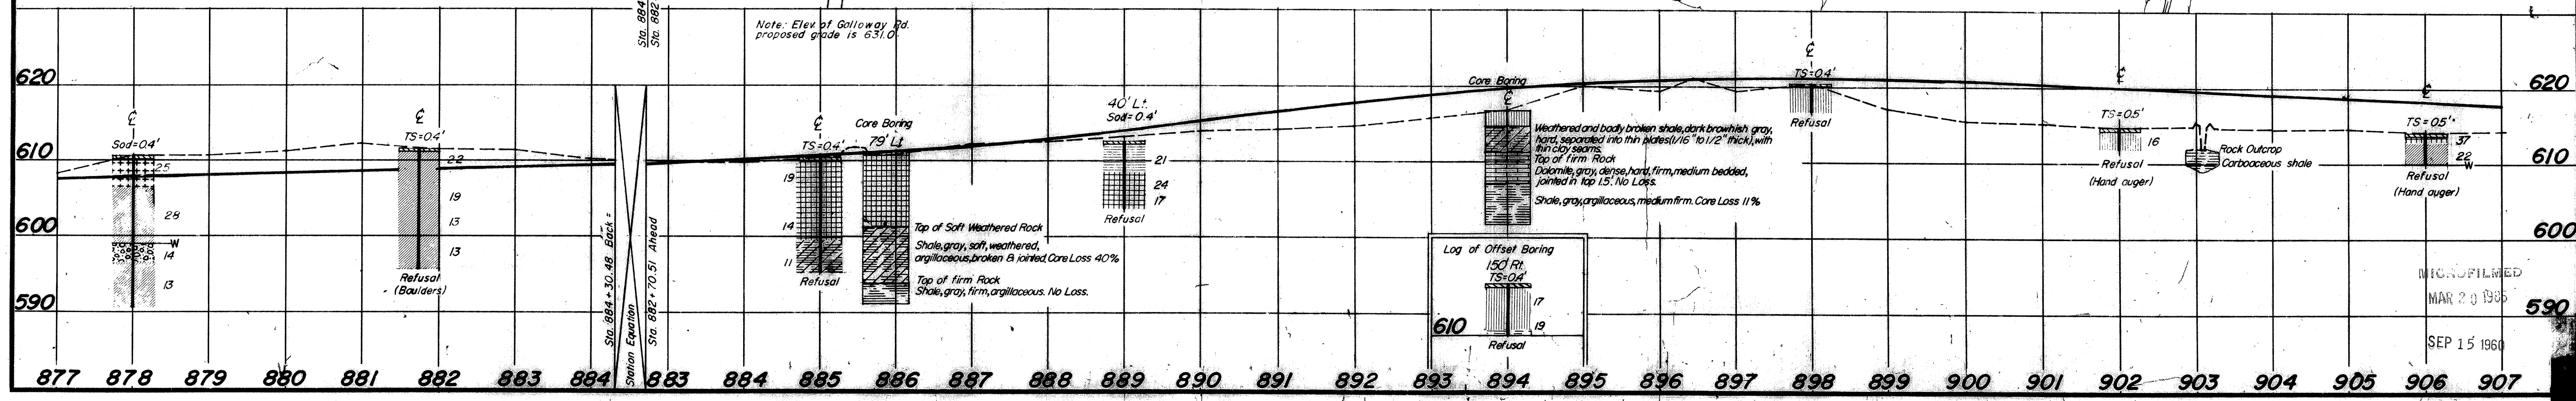 Sta. 884
Sta. 882
Note: Elev. of Galloway Rd.
proposed grade is 631.0
620
610
600
590
℄
Sod=0.4'
25
28
W
14
13
℄
TS=0.4'
22
19
13
13
Refusal
(Boulders)
Sta. 884+30.48 Back =
Station Equation
Sta. 882+70.51 Ahead
℄
TS=0.4'
19
14
11
Refusal
Core Boring
79' Lt.
Top of Soft Weathered Rock
Shale, gray, soft, weathered,
argillaceous, broken & jointed, Core Loss 40%
Top of firm Rock
Shale, gray, firm, argillaceous. No Loss.
40' Lt.
Sod=0.4'
21
24
17
Refusal
Core Boring
℄
Weathered and badly broken shale, dark brownish gray,
hard, separated into thin plates (1/16" to 1/2" thick), with
thin clay seams.
Top of firm Rock
Dolomite, gray, dense, hard, firm, medium bedded,
jointed in top 1.5'. No Loss.
Shale, gray, argillaceous, medium firm. Core Loss 11%
Log of Offset Boring
150' Rt.
TS=0.4'
17
610
19
Refusal
℄
TS=0.4'
Refusal
℄
TS=0.5'
16
Refusal
(Hand auger)
Rock Outcrop
Carboaceous shale
℄
TS=0.5'
37
22
W
Refusal
(Hand auger)
620
610
600
590
MICROFILMED
MAR 20 1985
SEP 15 1960
877 878 879 880 881 882 883 884 883 884 885 886 887 888 889 890 891 892 893 894 895 896 897 898 899 900 901 902 903 904 905 906 907